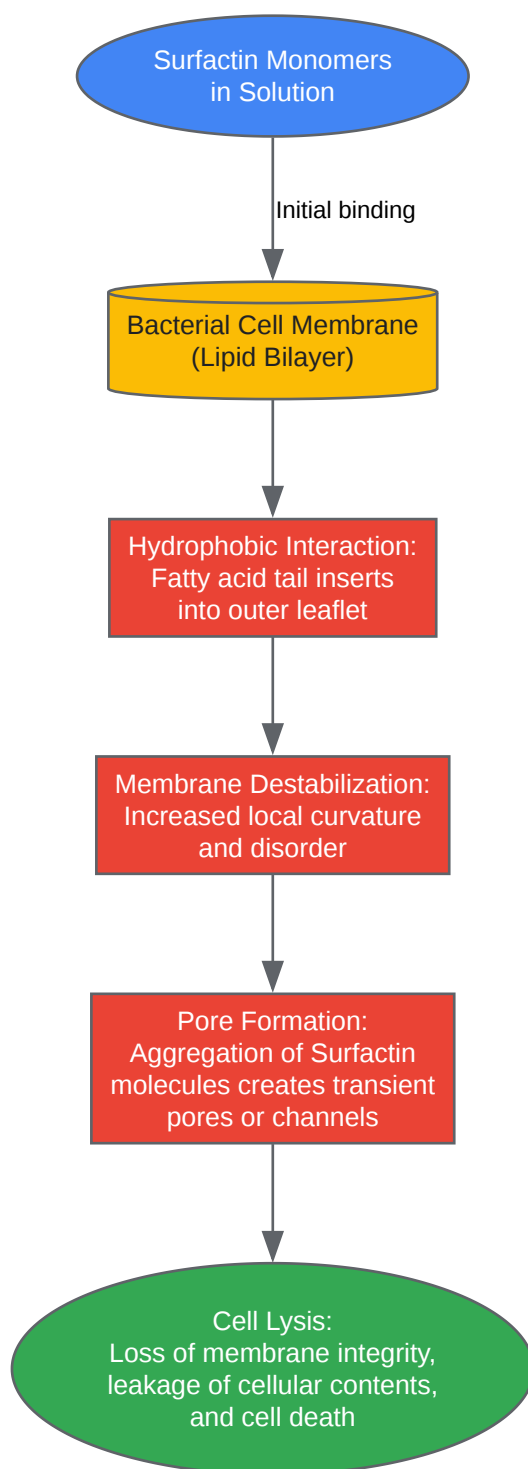 Surfactin Monomers
in Solution
Initial binding
Bacterial Cell Membrane
(Lipid Bilayer)
Hydrophobic Interaction:
Fatty acid tail inserts
into outer leaflet
Membrane Destabilization:
Increased local curvature
and disorder
Pore Formation:
Aggregation of Surfactin
molecules creates transient
pores or channels
Cell Lysis:
Loss of membrane integrity,
leakage of cellular contents,
and cell death